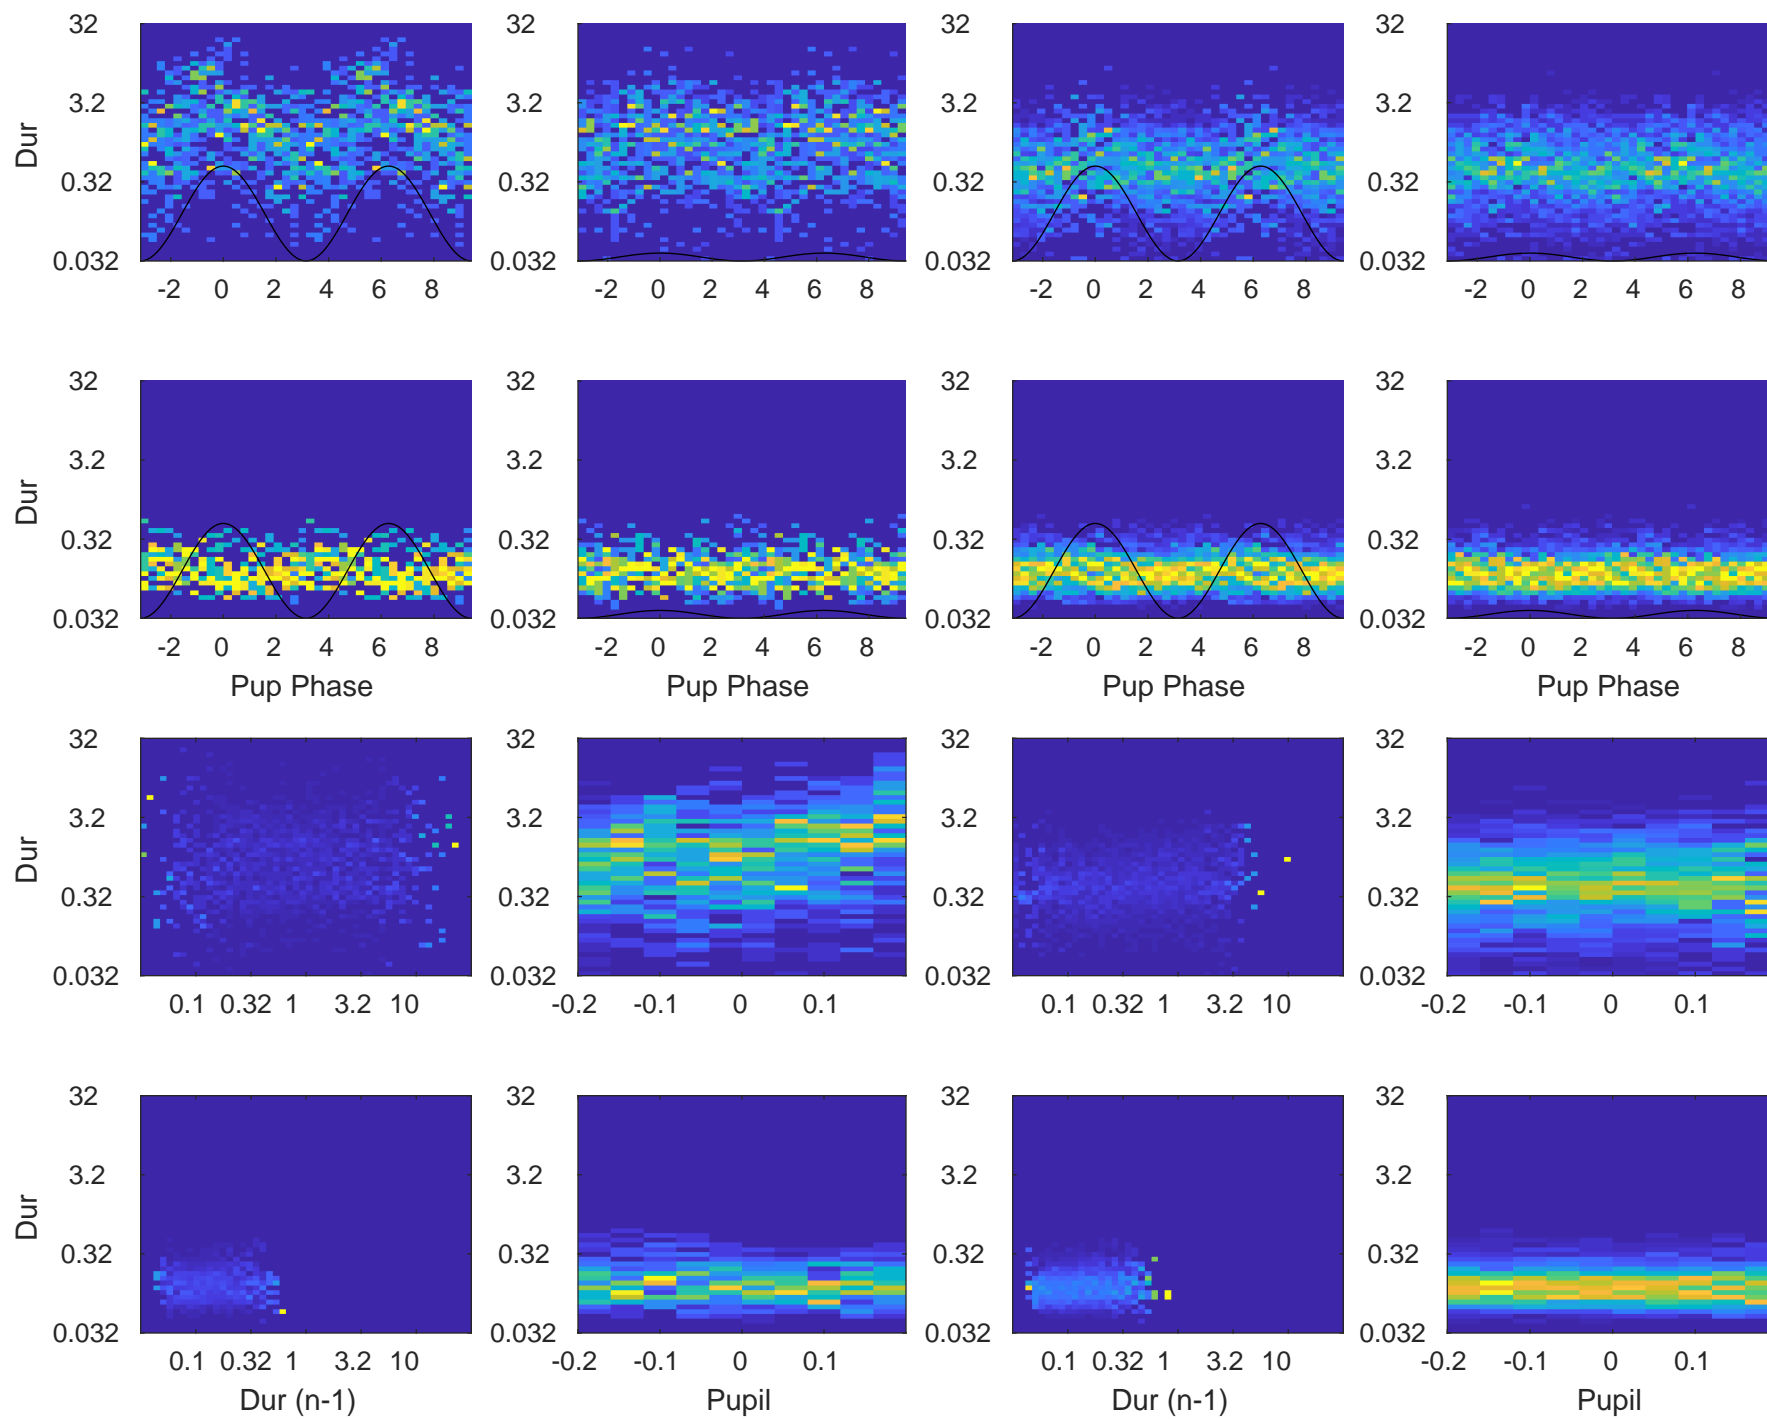 32 32 32 32
3.2 3.2 3.2 3.2
Dur
0.32 0.32 0.32 0.32
0.032 0.032 0.032 0.032
-2 0 2 4 6 8 -2 0 2 4 6 8 -2 0 2 4 6 8 -2 0 2 4 6 8
32 32 32 32
3.2 3.2 3.2 3.2
Dur
0.32 0.32 0.32 0.32
0.032 0.032 0.032 0.032
-2 0 2 4 6 8 -2 0 2 4 6 8 -2 0 2 4 6 8 -2 0 2 4 6 8
Pup Phase Pup Phase Pup Phase Pup Phase
32 32 32 32
3.2 3.2 3.2 3.2
Dur
0.32 0.32 0.32 0.32
0.032 0.032 0.032 0.032
0.1 0.32 1 3.2 10 -0.2 -0.1 0 0.1 0.1 0.32 1 3.2 10 -0.2 -0.1 0 0.1
32 32 32 32
3.2 3.2 3.2 3.2
Dur
0.32 0.32 0.32 0.32
0.032 0.032 0.032 0.032
0.1 0.32 1 3.2 10 -0.2 -0.1 0 0.1 0.1 0.32 1 3.2 10 -0.2 -0.1 0 0.1
Dur (n-1) Pupil Dur (n-1) Pupil